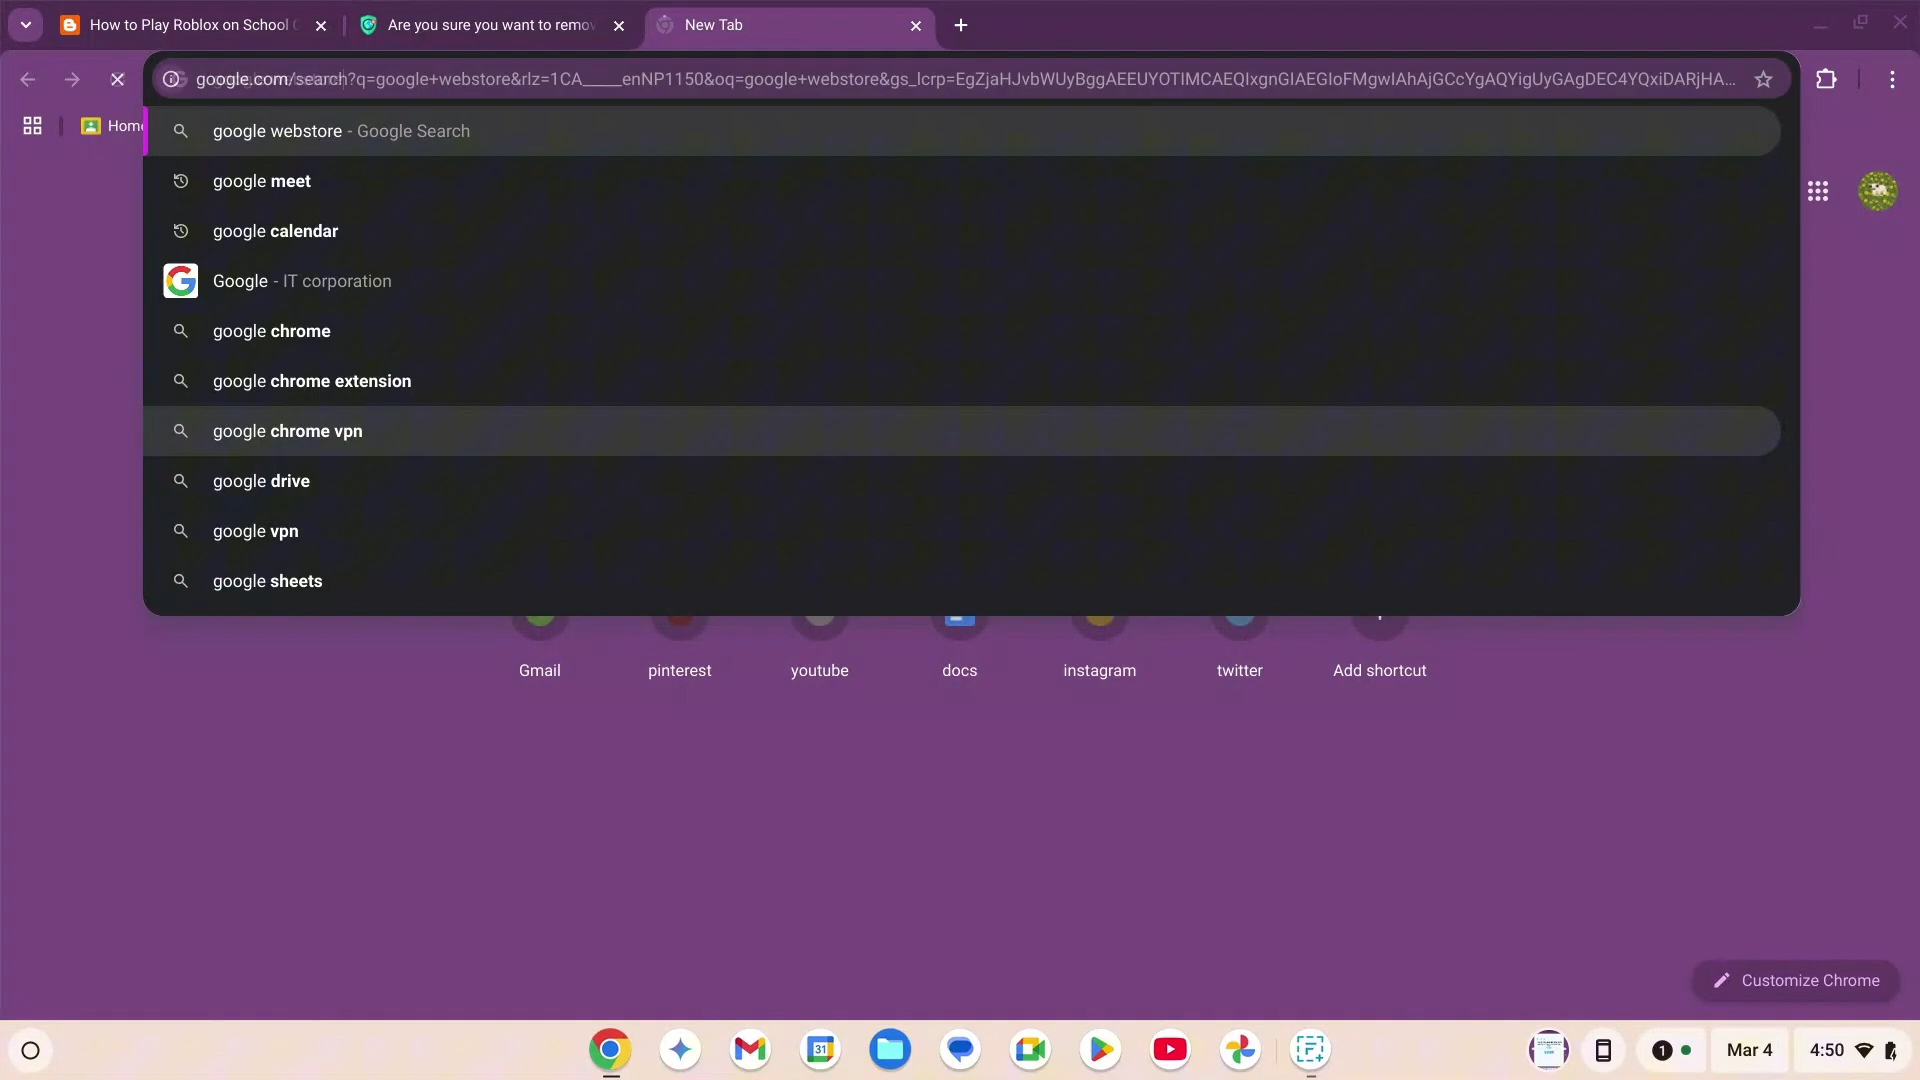 How to Play Roblox on School
Are you sure you want to remov
New Tab
google.com/search?q=google+webstore&rlz=1CA_____enNP1150&oq=google+webstore&gs_lcrp=EgZjaHJvbWUyBggAEEUYOTIMCAEQIxgnGIAEGIoFMgwIAhAjGCcYgAQYigUyGAgDEC4YQxiDARjHA...
Home
google webstore - Google Search
google meet
google calendar
Google - IT corporation
google chrome
google chrome extension
google chrome vpn
google drive
google vpn
google sheets
Gmail
pinterest
youtube
docs
instagram
twitter
Add shortcut
Customize Chrome
31
1
Mar 4
4:50